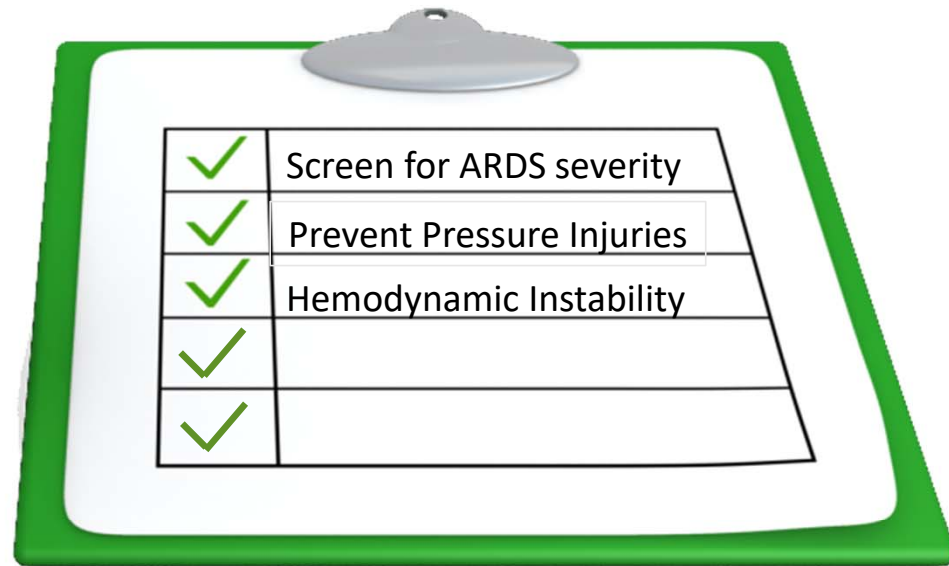 Screen for ARDS severity
Prevent Pressure Injuries
Hemodynamic Instability